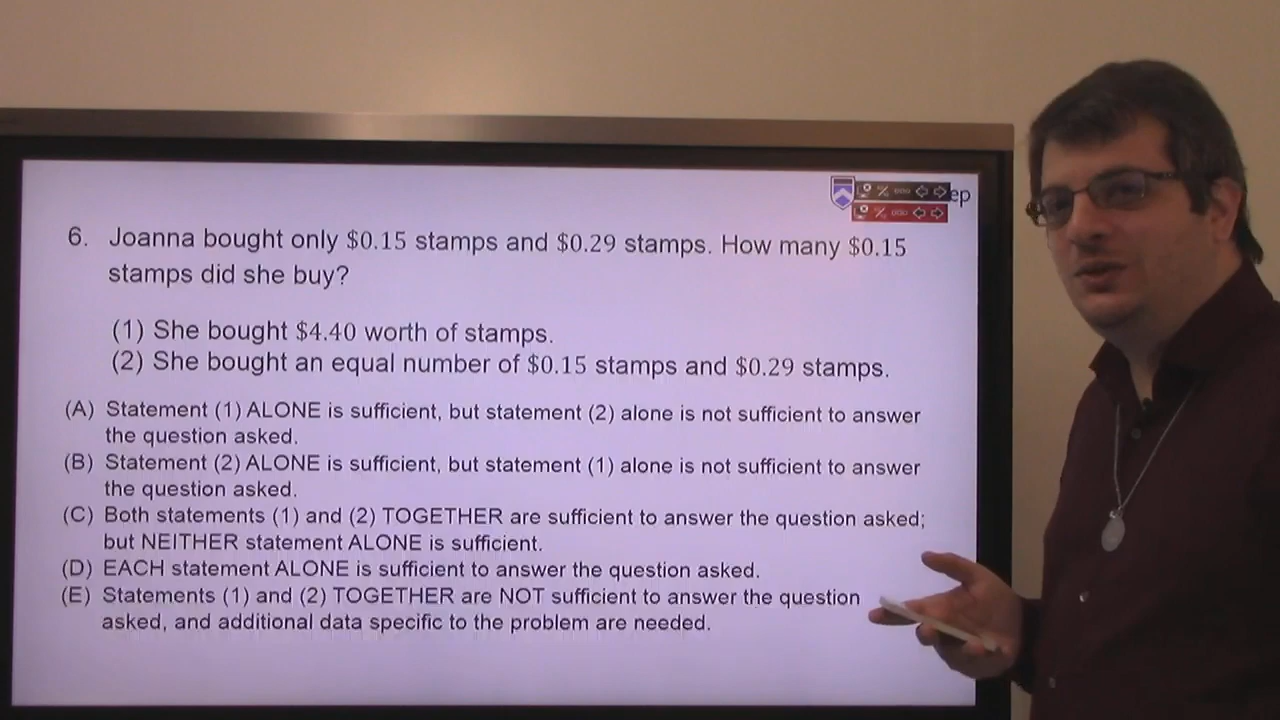 ep
6. Joanna bought only $0.15 stamps and $0.29 stamps. How many $0.15
stamps did she buy?
(1) She bought $4.40 worth of stamps.
(2) She bought an equal number of $0.15 stamps and $0.29 stamps.
(A) Statement (1) ALONE is sufficient, but statement (2) alone is not sufficient to answer
the question asked.
(B) Statement (2) ALONE is sufficient, but statement (1) alone is not sufficient to answer
the question asked.
(C) Both statements (1) and (2) TOGETHER are sufficient to answer the question asked;
but NEITHER statement ALONE is sufficient.
(D) EACH statement ALONE is sufficient to answer the question asked.
(E) Statements (1) and (2) TOGETHER are NOT sufficient to answer the question
asked, and additional data specific to the problem are needed.